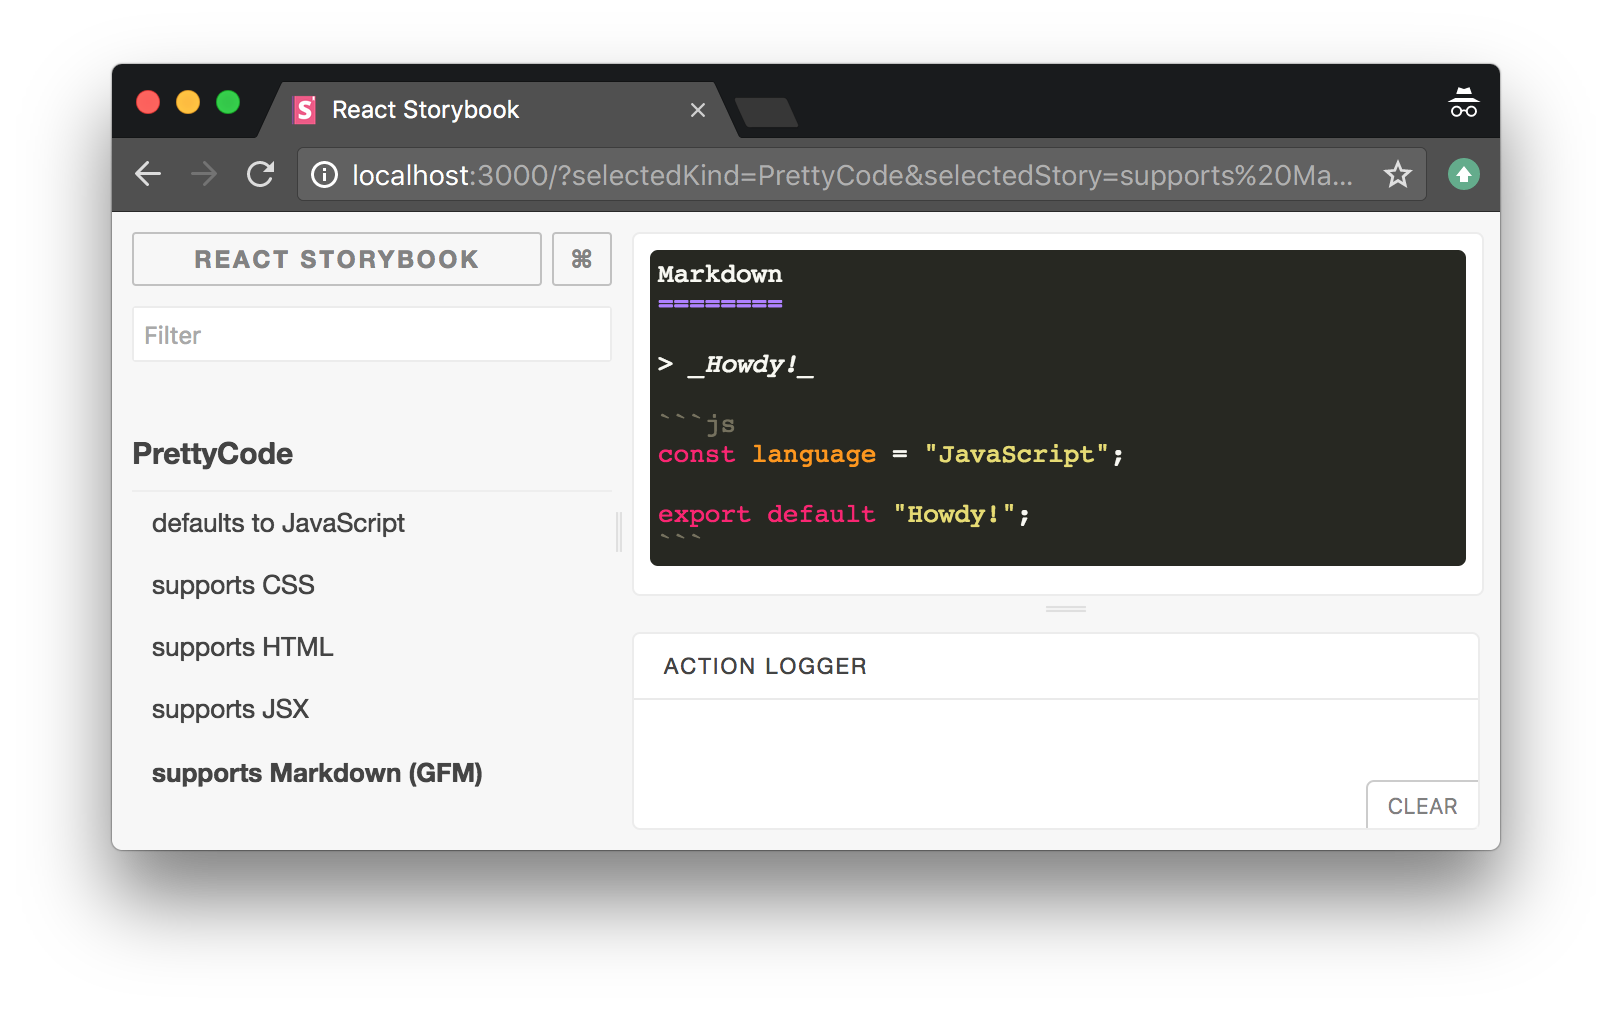 React Storybook
localhost:3000/?selectedKind=PrettyCode&selectedStory=supports%20Ma...
REACT STORYBOOK
⌘
Filter
PrettyCode
defaults to JavaScript
supports CSS
supports HTML
supports JSX
supports Markdown (GFM)
Markdown
========
> _Howdy!_
```js
const language = "JavaScript";
export default "Howdy!";
```
ACTION LOGGER
CLEAR